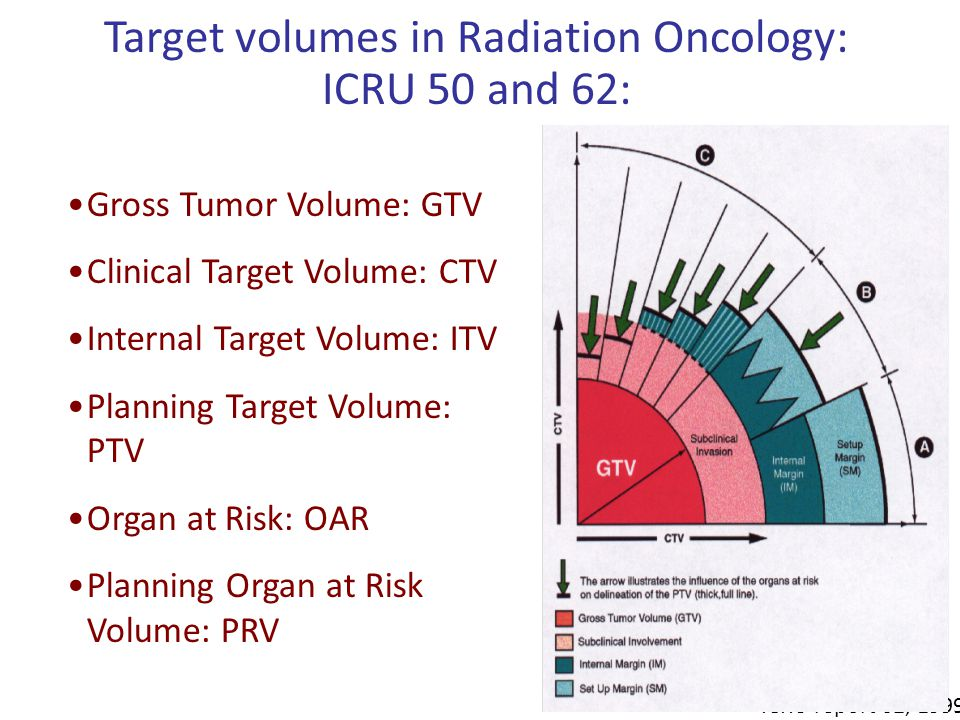 Target volumes in Radiation Oncology:
ICRU 50 and 62:
•Gross Tumor Volume: GTV
•Clinical Target Volume: CTV
•Internal Target Volume: ITV
•Planning Target Volume:
PTV
•Organ at Risk: OAR
•Planning Organ at Risk
Volume: PRV
C
B
A
CTV
GTV
Subclinical
Invasion
Internal
Margin
(IM)
Setup
Margin
(SM)
CTV
The arrow illustrates the influence of the organs at risk
on delineation of the PTV (thick,full line).
Gross Tumor Volume (GTV)
Subclinical Involvement
Internal Margin (IM)
Set Up Margin (SM)